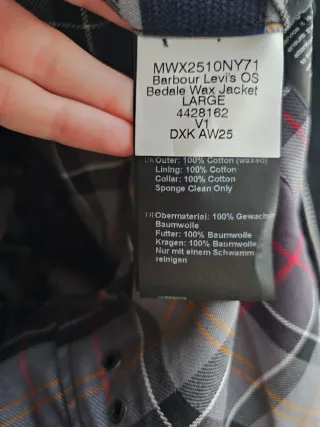 MWX2510NY71
Barbour Levi's OS
Bedale Wax Jacket
LARGE
4428162
V1
DXK AW25
UK Outer: 100% Cotton (waxed)
Lining: 100% Cotton
Collar: 100% Cotton
Sponge Clean Only
Obermaterial: 100% Gewachs
Baumwolle
Futter: 100% Baumwolle
Kragen: 100% Baumwolle
Nur mit einem Schwamm
reinigen